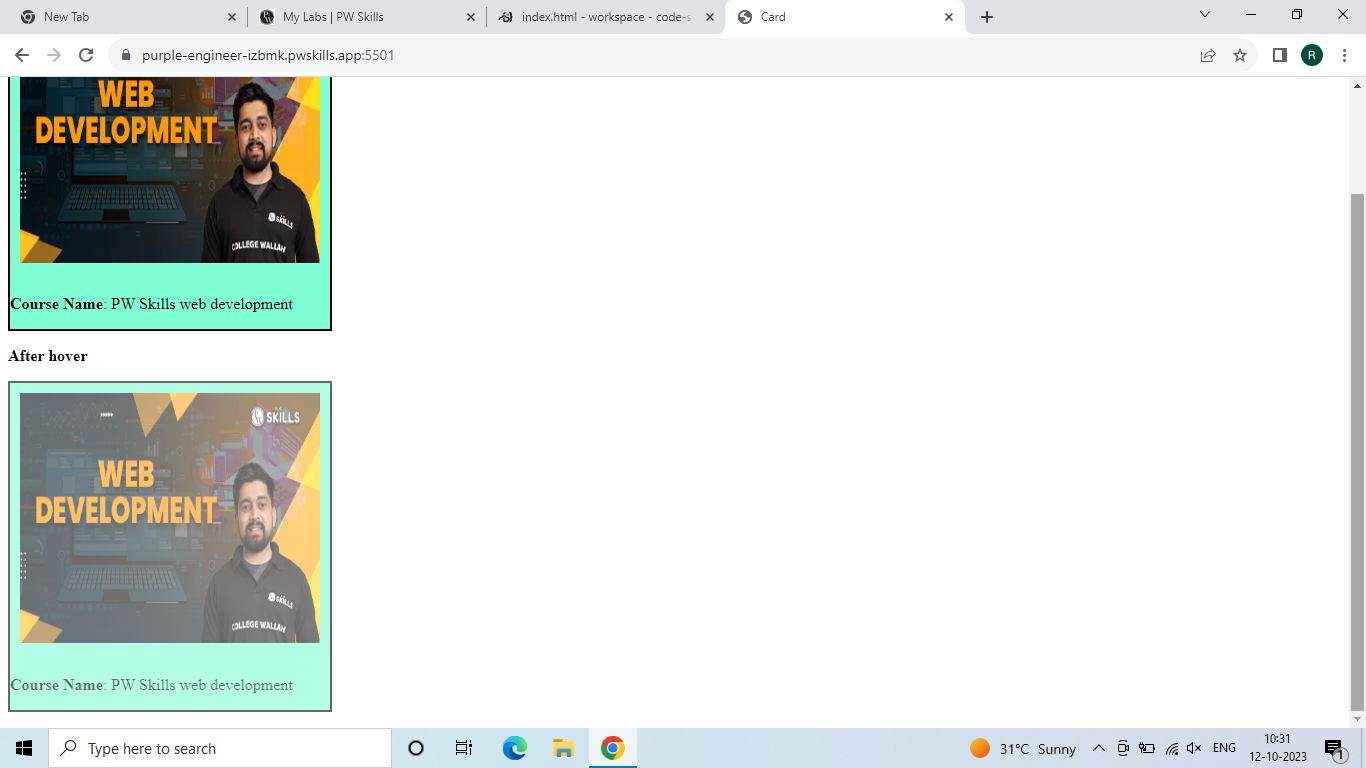 New Tab
My Labs | PW Skills
index.html - workspace - code-s
Card
purple-engineer-izbmk.pwskills.app:5501
R
WEB
DEVELOPMENT
SKILLS
COLLEGE WALLAH
Course Name: PW Skills web development
After hover
SKILLS
WEB
DEVELOPMENT
SKILLS
COLLEGE WALLAH
Course Name: PW Skills web development
Type here to search
31°C Sunny
ENG
10:31
12-10-2023
1